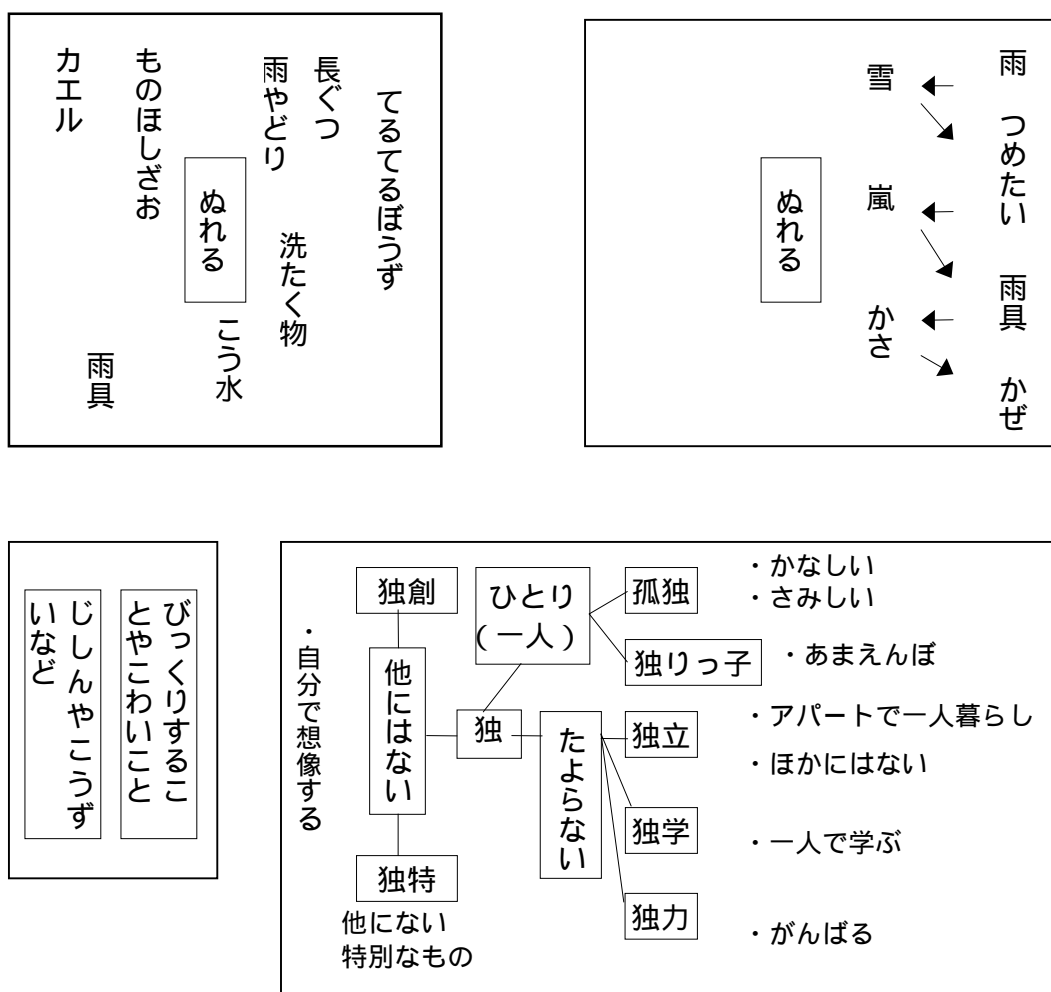 カエル
ものほしざお
雨やどり
長ぐつ
てるてるぼうず
ぬれる
洗たく物
こう水
雨具
雨
つめたい
雨具
かぜ
雪
嵐
かさ
ぬれる
びっくりするこ
とやこわいこと
じしんやこうず
いなど
・自分で想像する
独創
他にはない
独特
他にない
特別なもの
独
ひとり
(一人)
孤独
・かなしい
・さみしい
独りっ子
・あまえんぼ
たよらない
独立
・アパートで一人暮らし
・ほかにはない
独学
・一人で学ぶ
独力
・がんばる